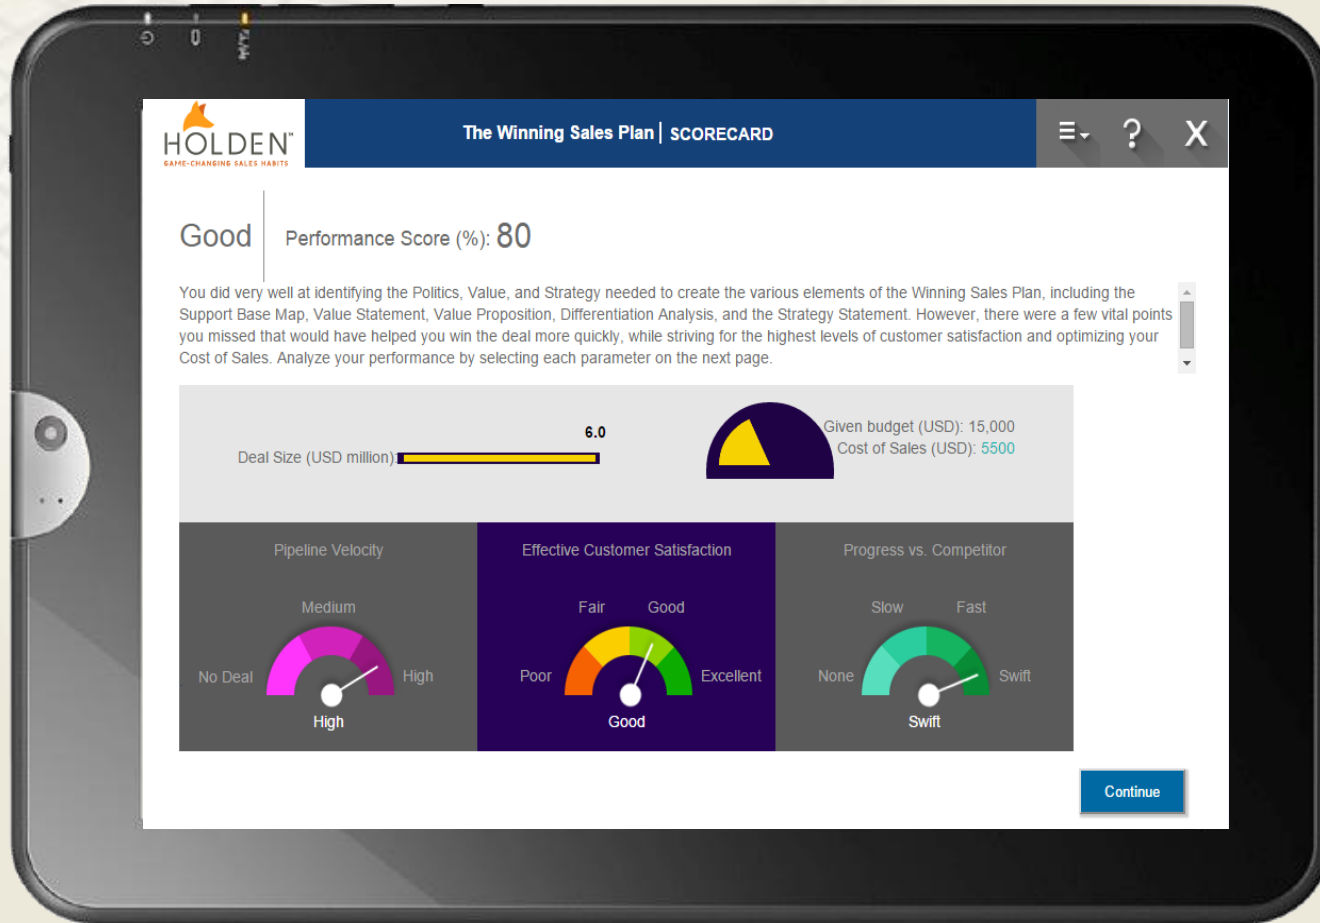 HOLDEN™
GAME-CHANGING SALES HABITS
The Winning Sales Plan | SCORECARD
?
X
Good
Performance Score (%): 80
You did very well at identifying the Politics, Value, and Strategy needed to create the various elements of the Winning Sales Plan, including the
Support Base Map, Value Statement, Value Proposition, Differentiation Analysis, and the Strategy Statement. However, there were a few vital points
you missed that would have helped you win the deal more quickly, while striving for the highest levels of customer satisfaction and optimizing your
Cost of Sales. Analyze your performance by selecting each parameter on the next page.
6.0
Deal Size (USD million)
Given budget (USD): 15,000
Cost of Sales (USD): 5500
Pipeline Velocity
Medium
No Deal
High
High
Effective Customer Satisfaction
Fair
Good
Poor
Excellent
Good
Progress vs. Competitor
Slow
Fast
None
Swift
Swift
Continue